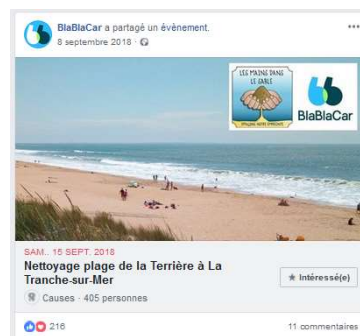 BlaBlaCar a partagé un évènement.
8 septembre 2018
LES MAINS DANS
LE SABLE
BlaBlaCar
SAM.. 15 SEPT. 2018
Nettoyage plage de la Terrière à La
Tranche-sur-Mer
Causes · 405 personnes
★ Intéressé(e)
216
11 commentaires